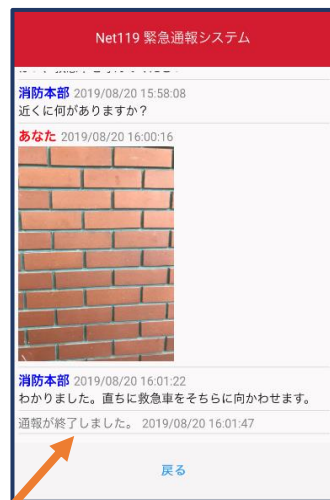 Net119 緊急通報システム
消防本部 2019/08/20 15:58:08
近くに何がありますか？
あなた 2019/08/20 16:00:16
消防本部 2019/08/20 16:01:22
わかりました。直ちに救急車をそちらに向かわせます。
通報が終了しました。 2019/08/20 16:01:47
戻る